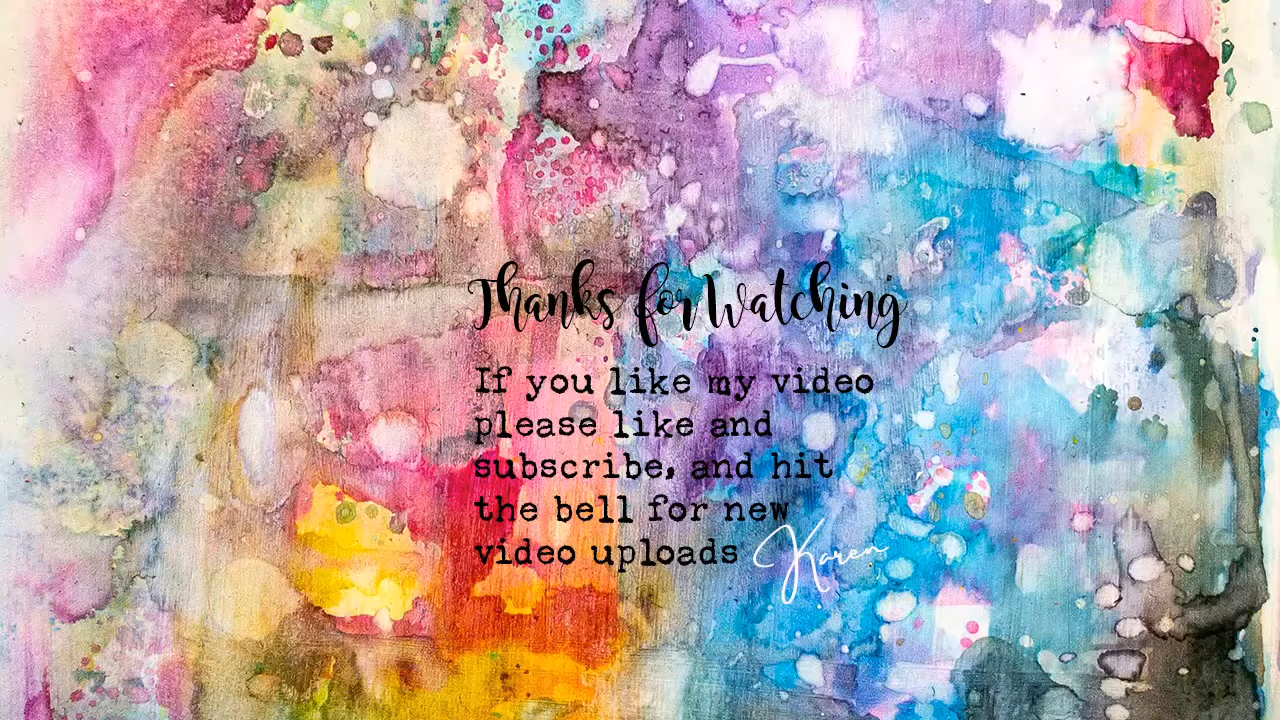 Thanks for Watching
If you like my video
please like and
subscribe, and hit
the bell for new
video uploads Karen